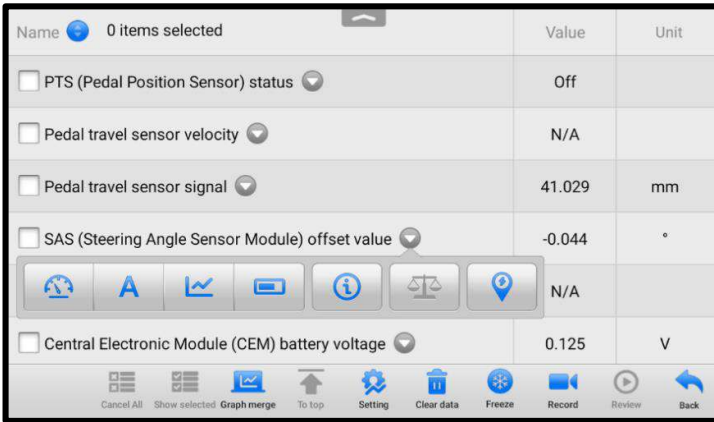 Name 0 items selected Value Unit
PTS (Pedal Position Sensor) status Off
Pedal travel sensor velocity N/A
Pedal travel sensor signal 41.029 mm
SAS (Steering Angle Sensor Module) offset value -0.044 °
A N/A
Central Electronic Module (CEM) battery voltage 0.125 V
Cancel All Show selected Graph merge To top Setting Clear data Freeze Record Review Back